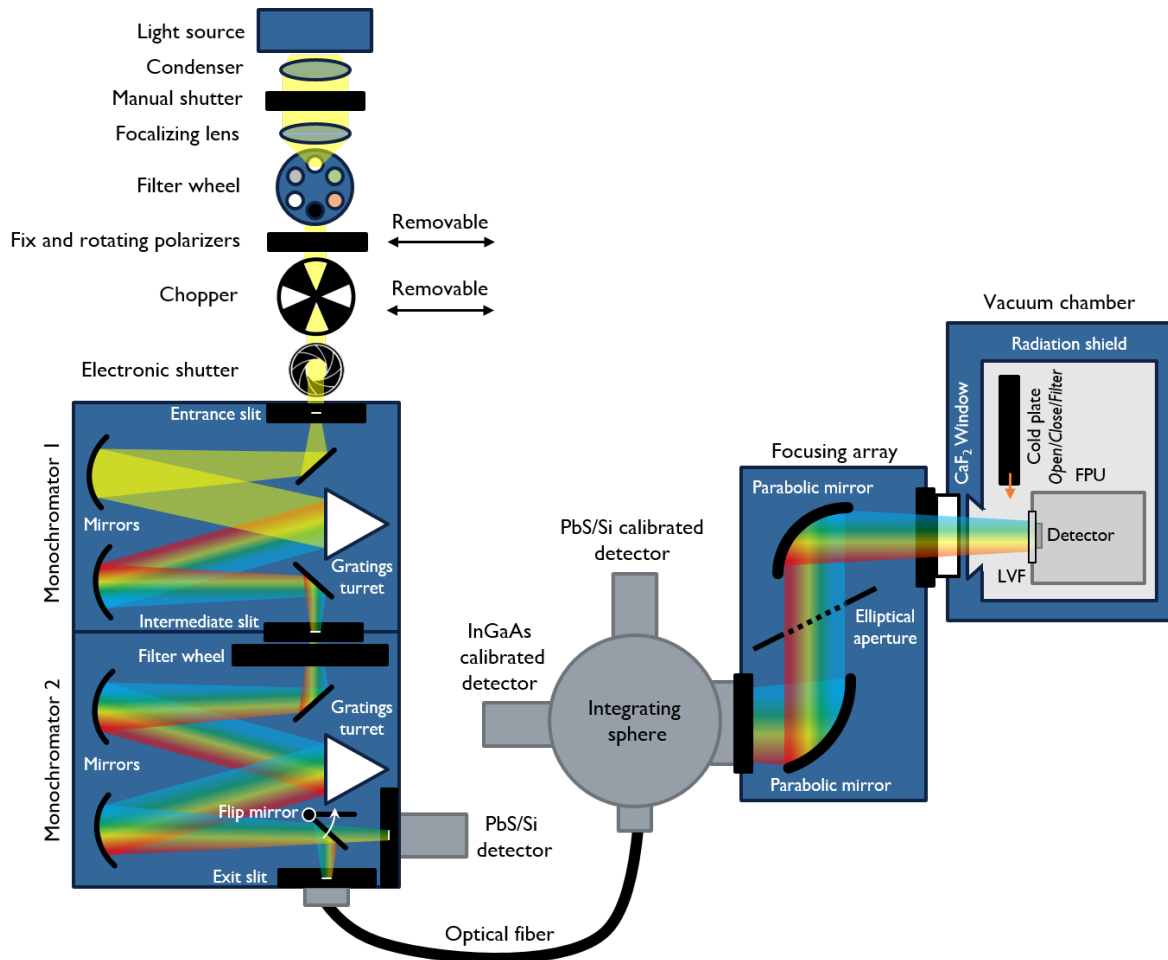 Light source
Condenser
Manual shutter
Focalizing lens
Filter wheel
Fix and rotating polarizers
Removable
Chopper
Removable
Electronic shutter
Monochromator 1
Entrance slit
Mirrors
Gratings
turret
Intermediate slit
Monochromator 2
Filter wheel
Gratings
turret
Mirrors
Flip mirror
Exit slit
PbS/Si
detector
Optical fiber
InGaAs
calibrated
detector
PbS/Si calibrated
detector
Integrating
sphere
Focusing array
Parabolic mirror
Elliptical
aperture
Parabolic mirror
Vacuum chamber
Radiation shield
CaF₂ Window
Cold plate
Open/Close/Filter
FPU
Detector
LVF